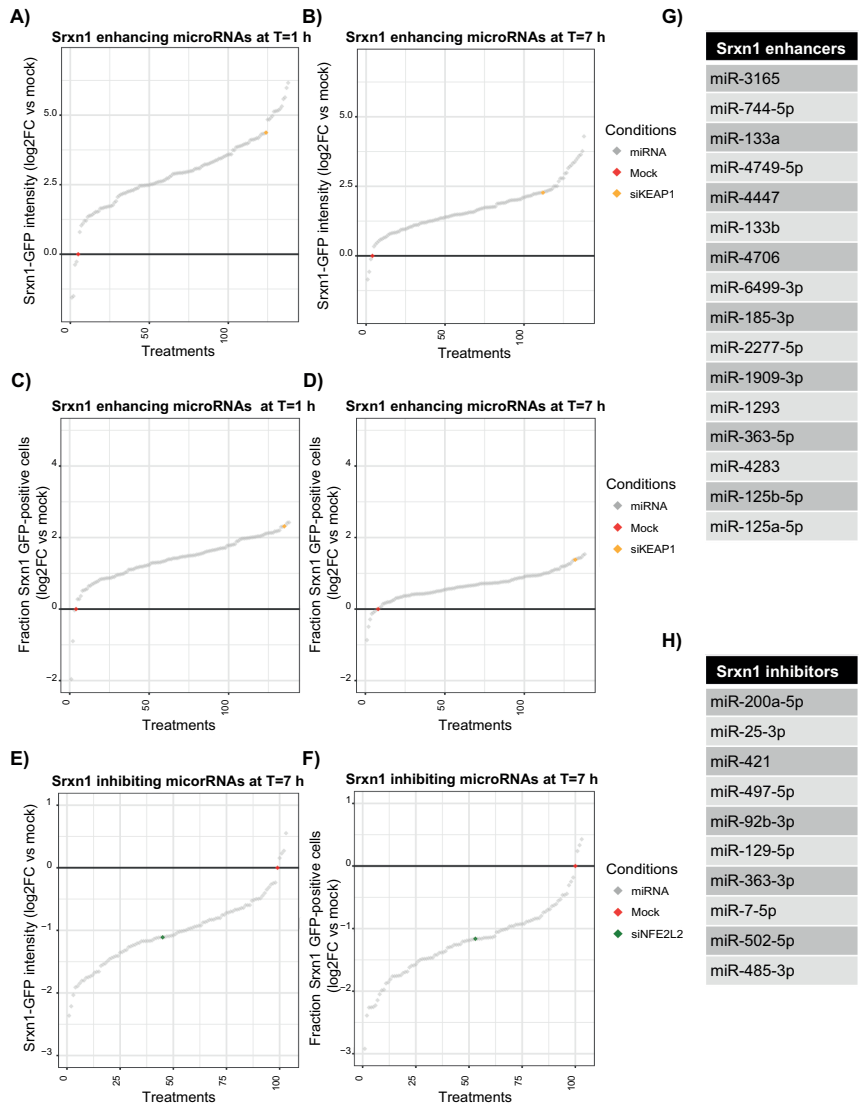 A)
Srxn1 enhancing microRNAs at T=1 h
Srxn1-GFP intensity (log2FC vs mock)
5.0
2.5
0.0
0
50
100
Treatments
B)
Srxn1 enhancing microRNAs at T=7 h
Srxn1-GFP intensity (log2FC vs mock)
5.0
2.5
0.0
0
50
100
Treatments
Conditions
miRNA
Mock
siKEAP1
C)
Srxn1 enhancing microRNAs at T=1 h
Fraction Srxn1 GFP-positive cells
(log2FC vs mock)
4
2
0
−2
0
50
100
Treatments
D)
Srxn1 enhancing microRNAs at T=7 h
Fraction Srxn1 GFP-positive cells
(log2FC vs mock)
4
2
0
−2
0
50
100
Treatments
Conditions
miRNA
Mock
siKEAP1
E)
Srxn1 inhibiting micorRNAs at T=7 h
Srxn1-GFP intensity (log2FC vs mock)
1
0
−1
−2
−3
0
25
50
75
100
Treatments
F)
Srxn1 inhibiting microRNAs at T=7 h
Fraction Srxn1 GFP-positive cells
(log2FC vs mock)
1
0
−1
−2
−3
0
25
50
75
100
Treatments
Conditions
miRNA
Mock
siNFE2L2
G)
Srxn1 enhancers
miR-3165
miR-744-5p
miR-133a
miR-4749-5p
miR-4447
miR-133b
miR-4706
miR-6499-3p
miR-185-3p
miR-2277-5p
miR-1909-3p
miR-1293
miR-363-5p
miR-4283
miR-125b-5p
miR-125a-5p
H)
Srxn1 inhibitors
miR-200a-5p
miR-25-3p
miR-421
miR-497-5p
miR-92b-3p
miR-129-5p
miR-363-3p
miR-7-5p
miR-502-5p
miR-485-3p